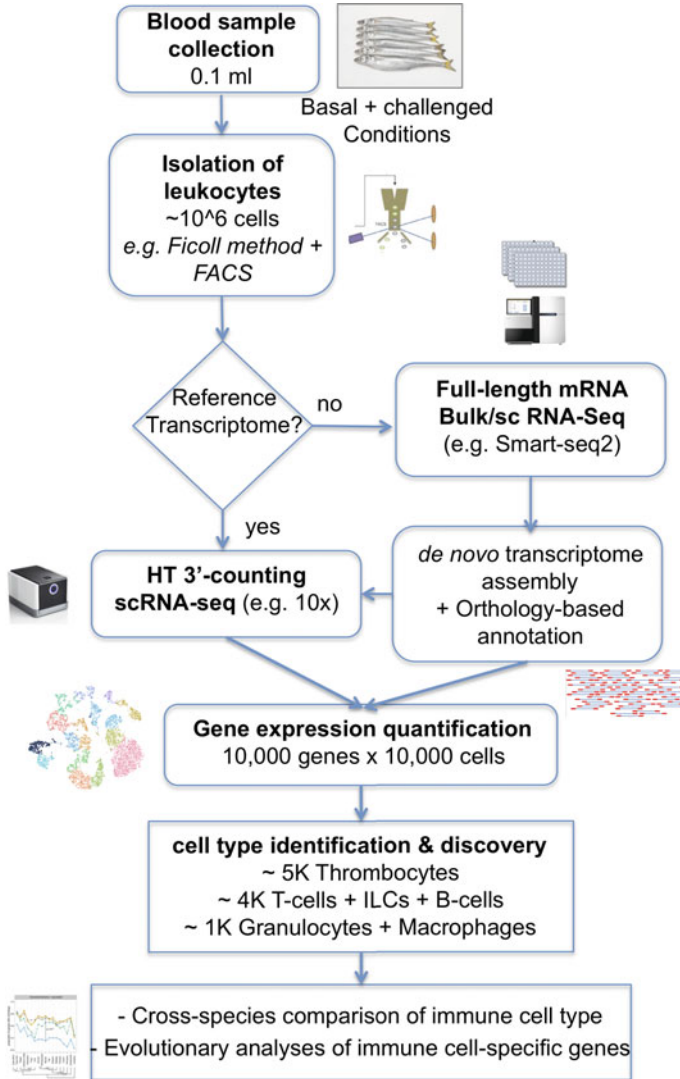 Blood sample
collection
0.1 ml
Basal + challenged
Conditions
Isolation of
leukocytes
~10^6 cells
e.g. Ficoll method +
FACS
Reference
Transcriptome?
no
Full-length mRNA
Bulk/sc RNA-Seq
(e.g. Smart-seq2)
yes
HT 3’-counting
scRNA-seq (e.g. 10x)
de novo transcriptome
assembly
+ Orthology-based
annotation
Gene expression quantification
10,000 genes x 10,000 cells
cell type identification & discovery
~ 5K Thrombocytes
~ 4K T-cells + ILCs + B-cells
~ 1K Granulocytes + Macrophages
- Cross-species comparison of immune cell type
- Evolutionary analyses of immune cell-specific genes